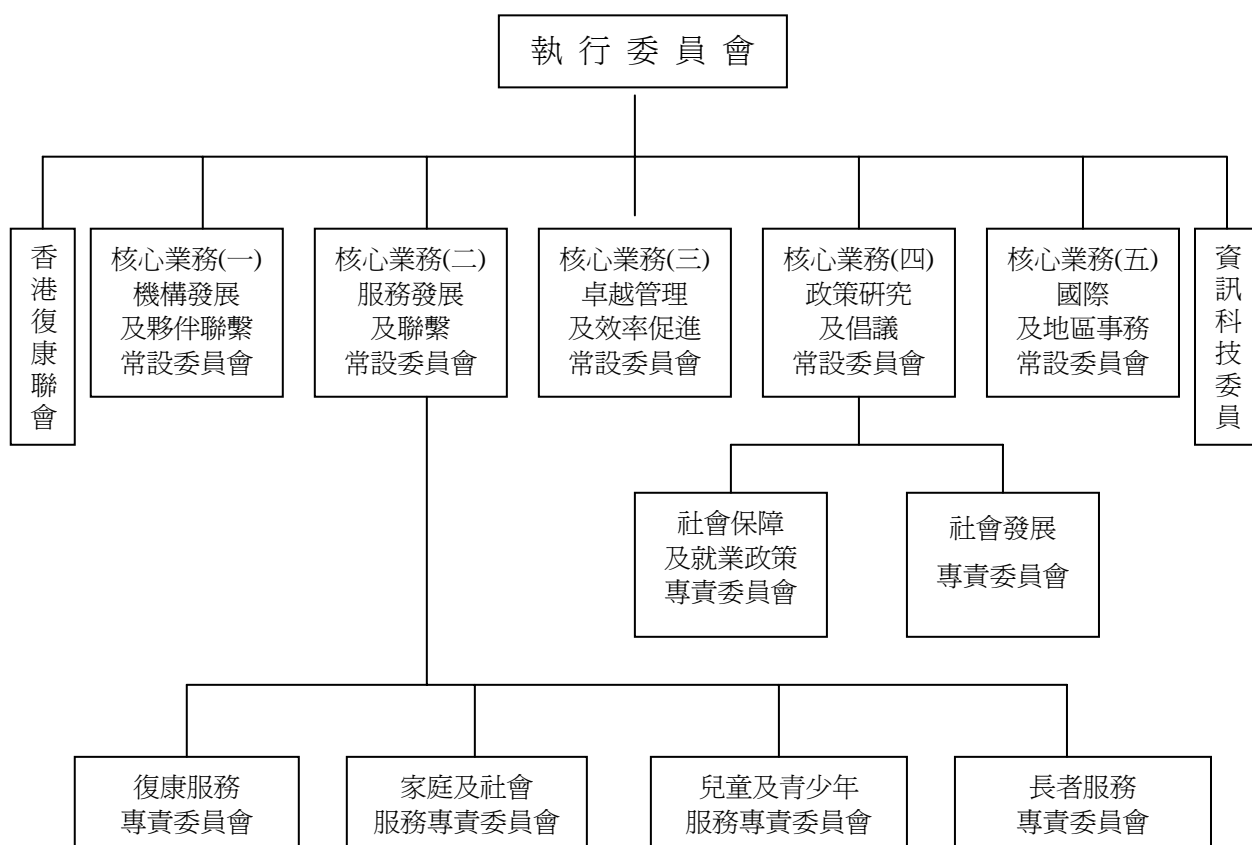 執行委員會
香港復康聯會
核心業務(一)
機構發展
及夥伴聯繫
常設委員會
核心業務(二)
服務發展
及聯繫
常設委員會
核心業務(三)
卓越管理
及效率促進
常設委員會
核心業務(四)
政策研究
及倡議
常設委員會
核心業務(五)
國際
及地區事務
常設委員會
資訊科技委員
社會保障
及就業政策
專責委員會
社會發展
專責委員會
復康服務
專責委員會
家庭及社會
服務專責委員會
兒童及青少年
服務專責委員會
長者服務
專責委員會